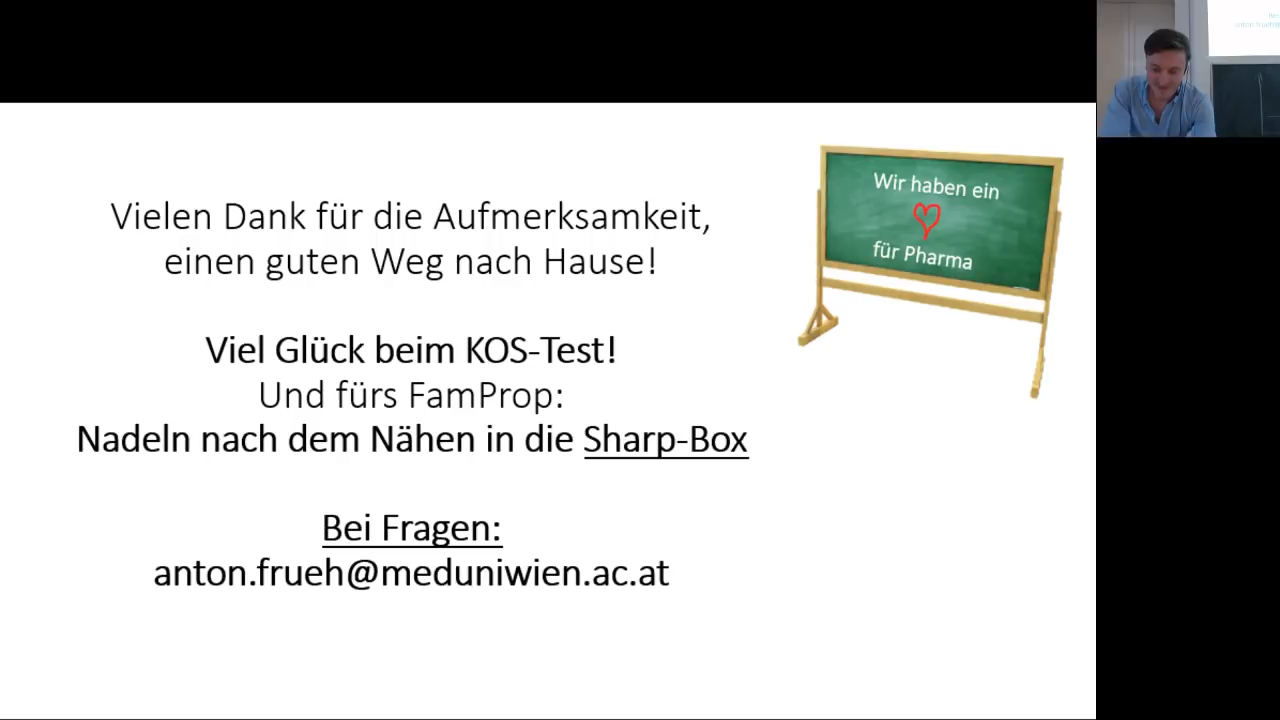 Vielen Dank für die Aufmerksamkeit,
einen guten Weg nach Hause!
Viel Glück beim KOS-Test!
Und fürs FamProp:
Nadeln nach dem Nähen in die Sharp-Box
Bei Fragen:
anton.frueh@meduniwien.ac.at
Wir haben ein
für Pharma